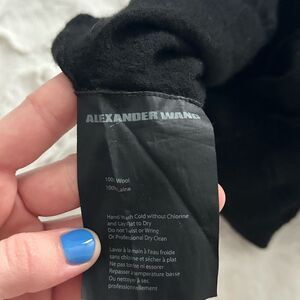 ALEXANDER WANG
100% Wool
100% Laine
Hand Wash Cold without Chlorine
and Lay Flat to Dry
Do not Twist or Wring
Or Professional Dry Clean
Laver à la main à l'eau froide
sans chlore et sécher à plat
Ne pas tordre ni essorer
Repasser à température basse
Ou nettoyer à sec
professionnellement